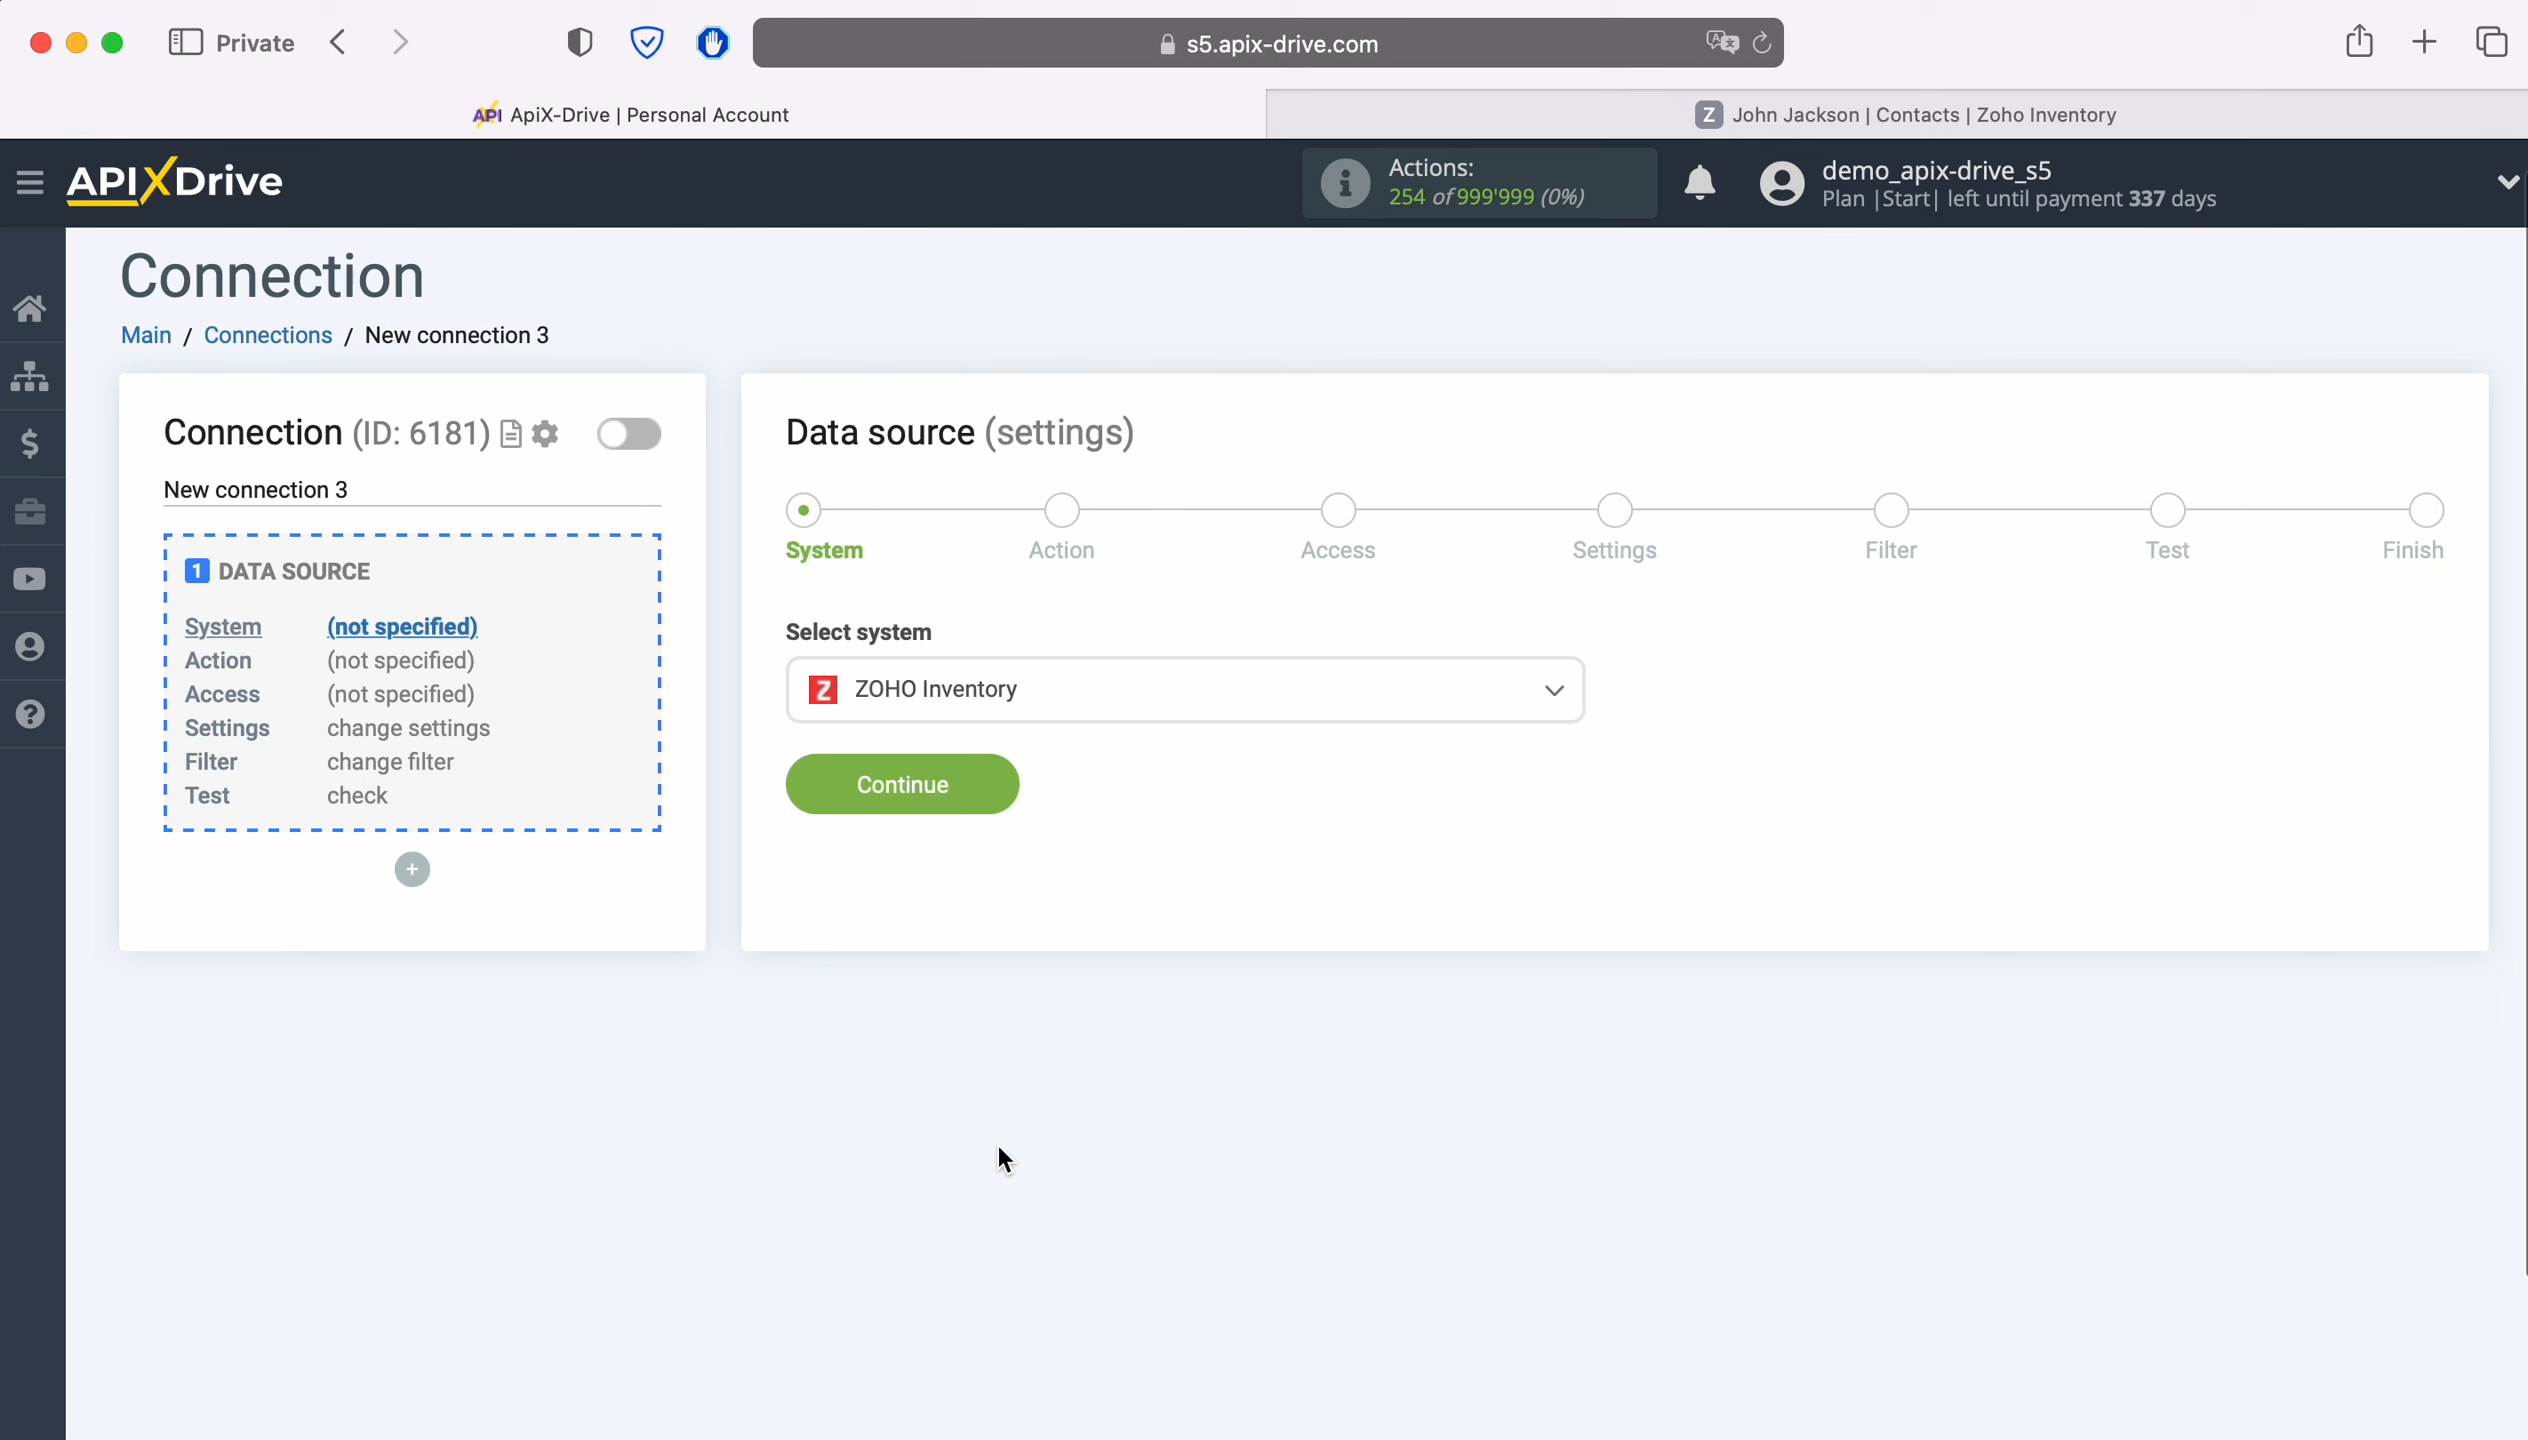 Private
s5.apix-drive.com
API ApiX-Drive | Personal Account
Z John Jackson | Contacts | Zoho Inventory
APIXDrive
Actions:
254 of 999'999 (0%)
demo_apix-drive_s5
Plan |Start| left until payment 337 days
Connection
Main / Connections / New connection 3
Connection (ID: 6181)
New connection 3
1 DATA SOURCE
System (not specified)
Action (not specified)
Access (not specified)
Settings change settings
Filter change filter
Test check
+
Data source (settings)
System Action Access Settings Filter Test Finish
Select system
Z ZOHO Inventory
Continue